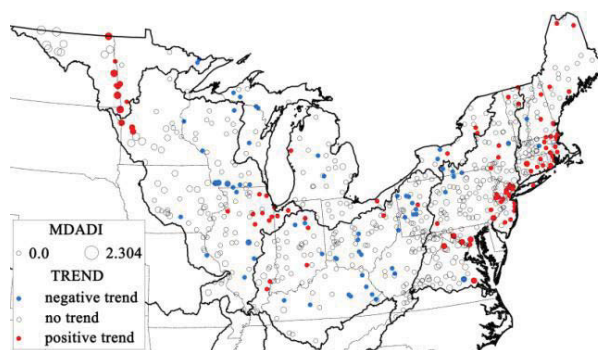 MDADI
0.0 2.304
TREND
negative trend
no trend
positive trend